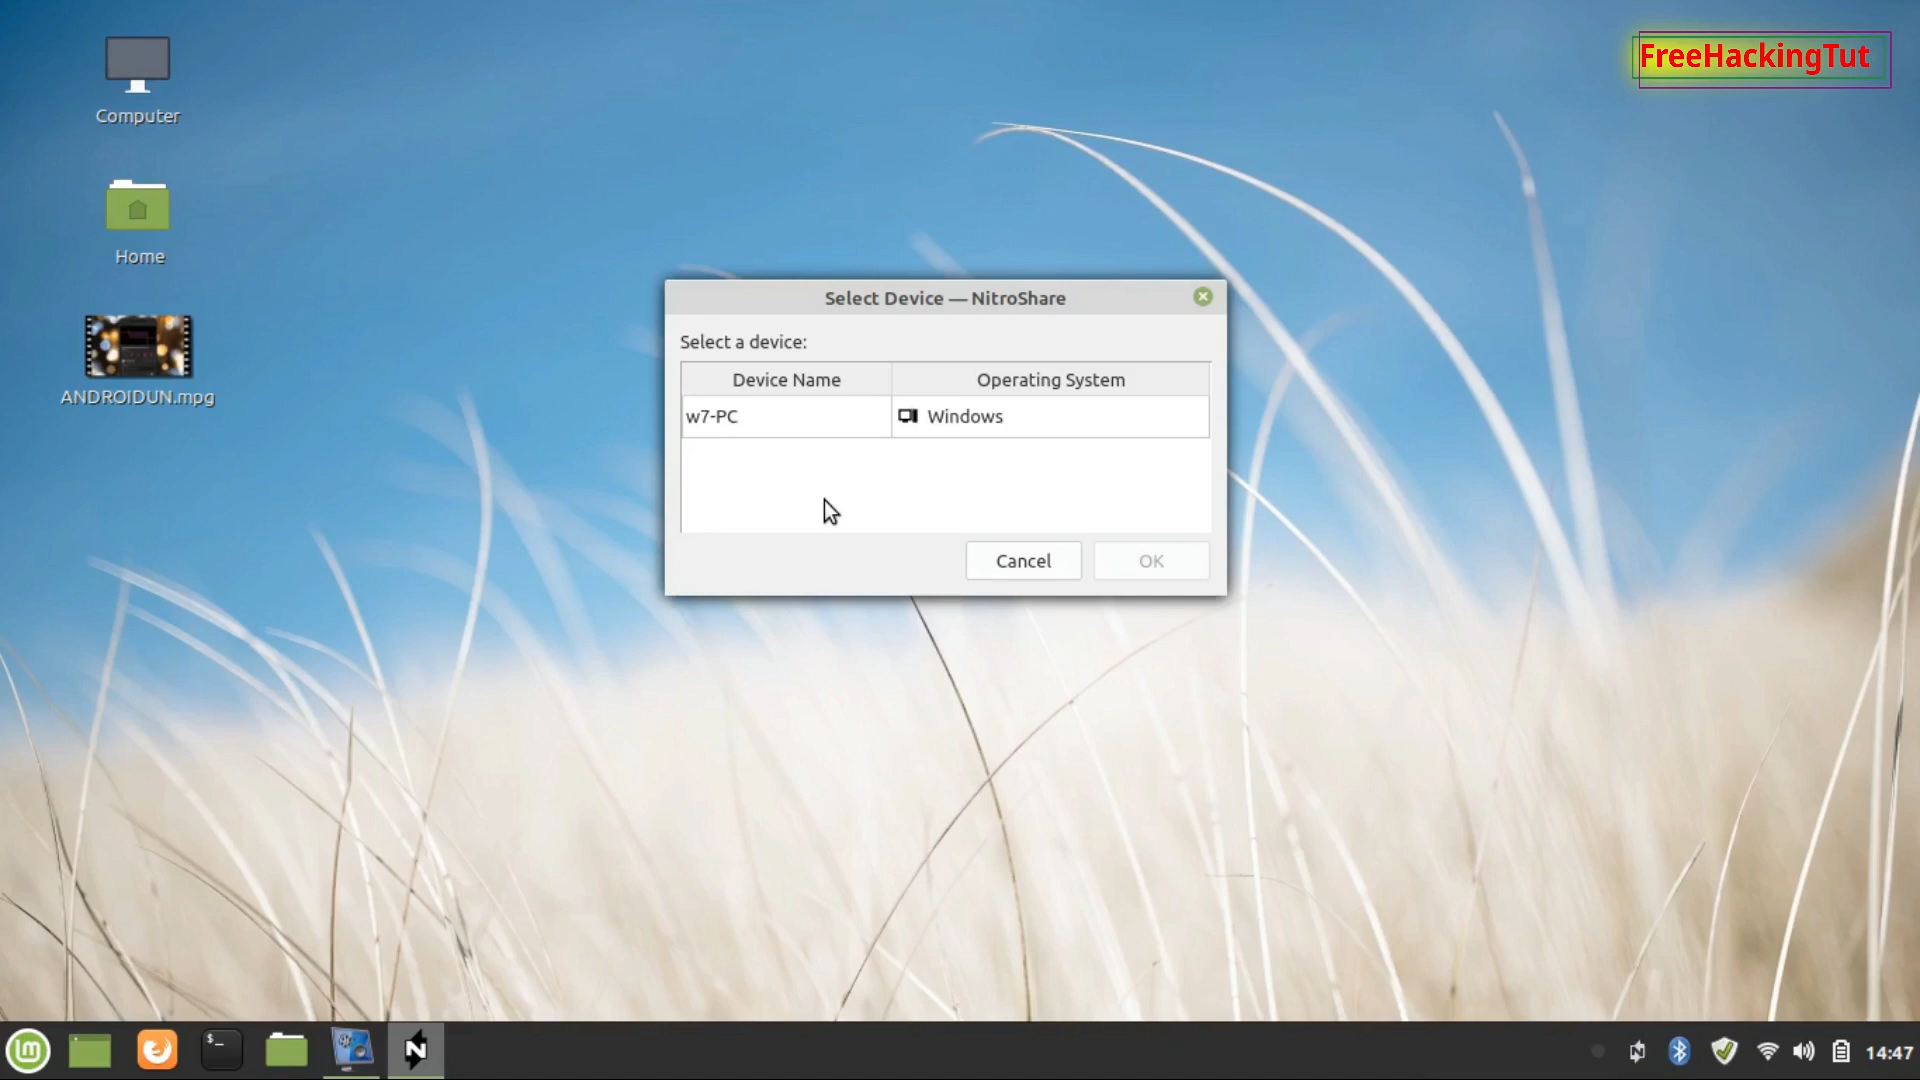 FreeHackingTut
Computer
Home
ANDROIDUN.mpg
Select Device — NitroShare
Select a device:
Device Name Operating System
w7-PC Windows
Cancel OK
14:47